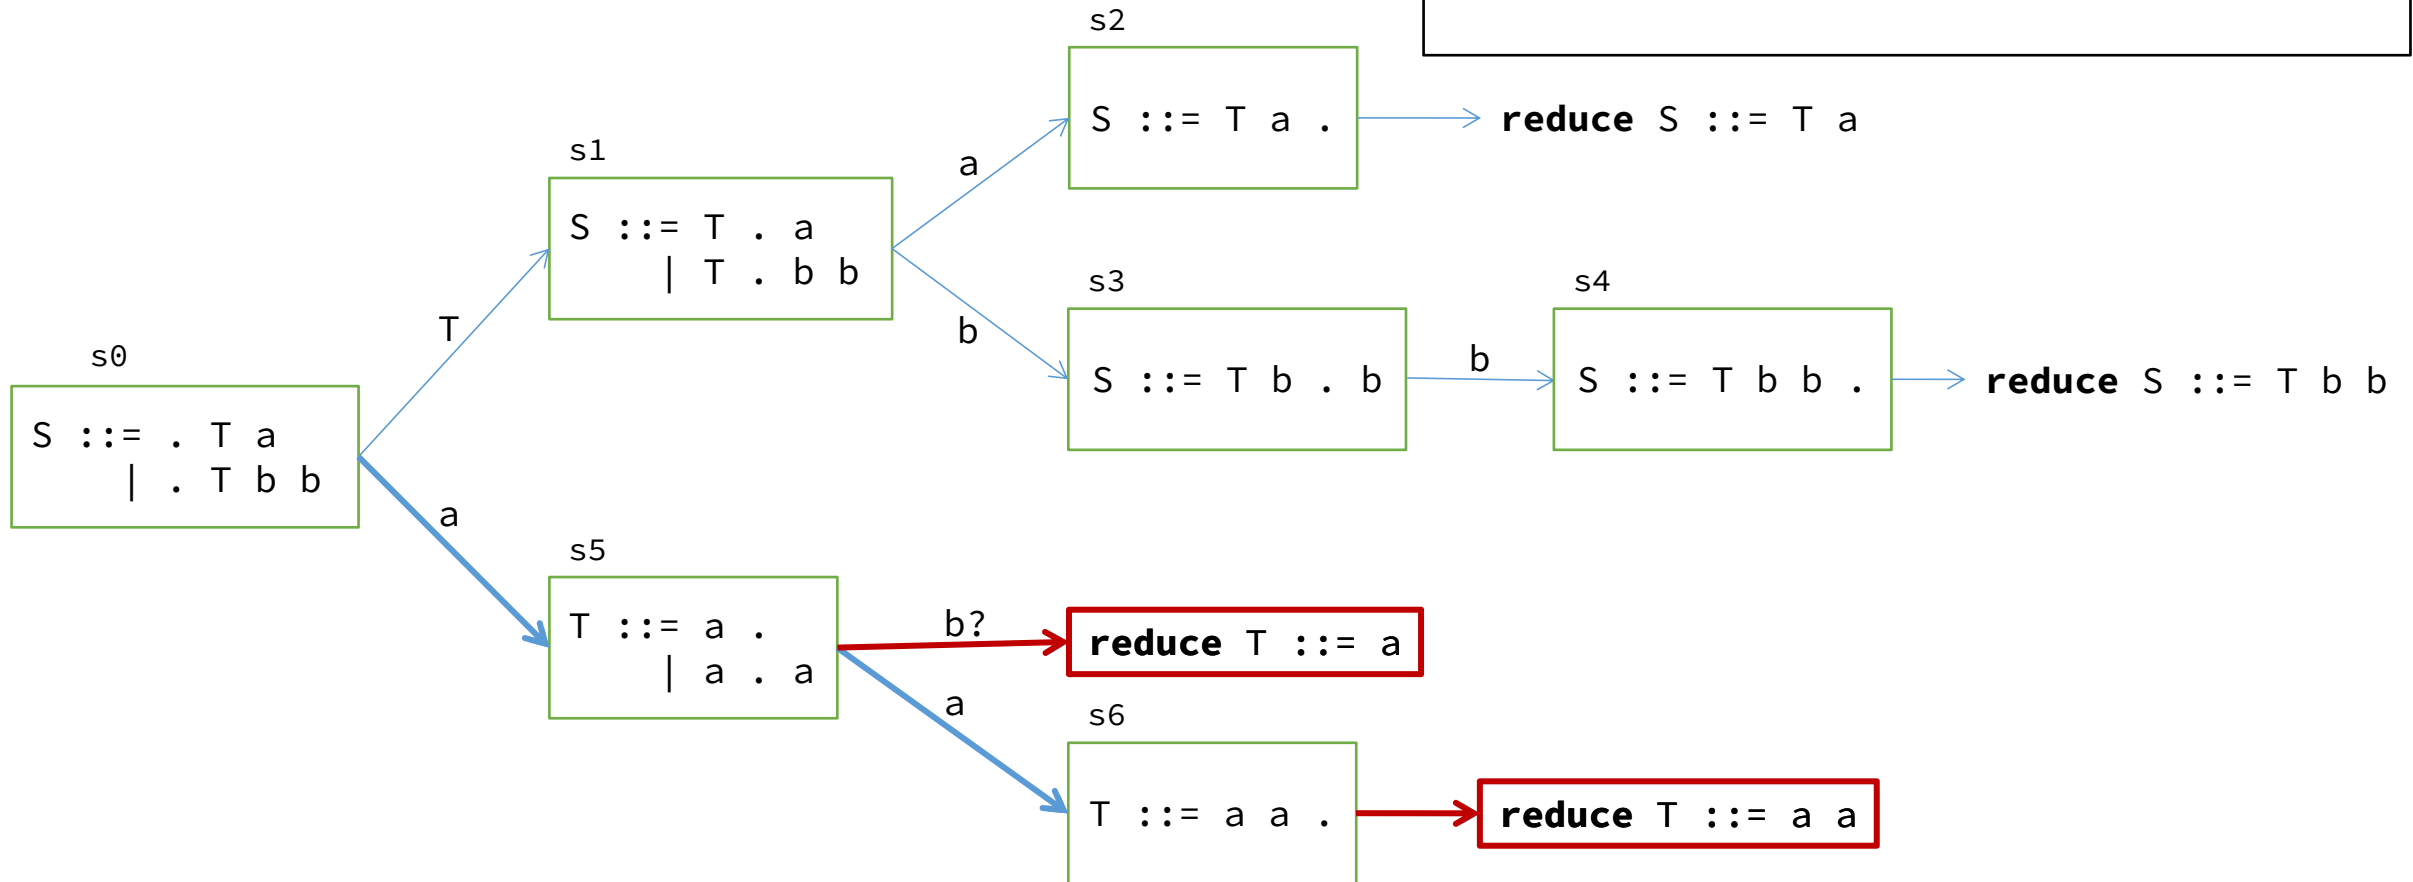 s2
S ::= T a .
reduce S ::= T a
s1
S ::= T . a
| T . b b
a
b
T
s3
S ::= T b . b
b
s4
S ::= T b b .
reduce S ::= T b b
s0
S ::= . T a
| . T b b
a
s5
T ::= a .
| a . a
b?
reduce T ::= a
a
s6
T ::= a a .
reduce T ::= a a